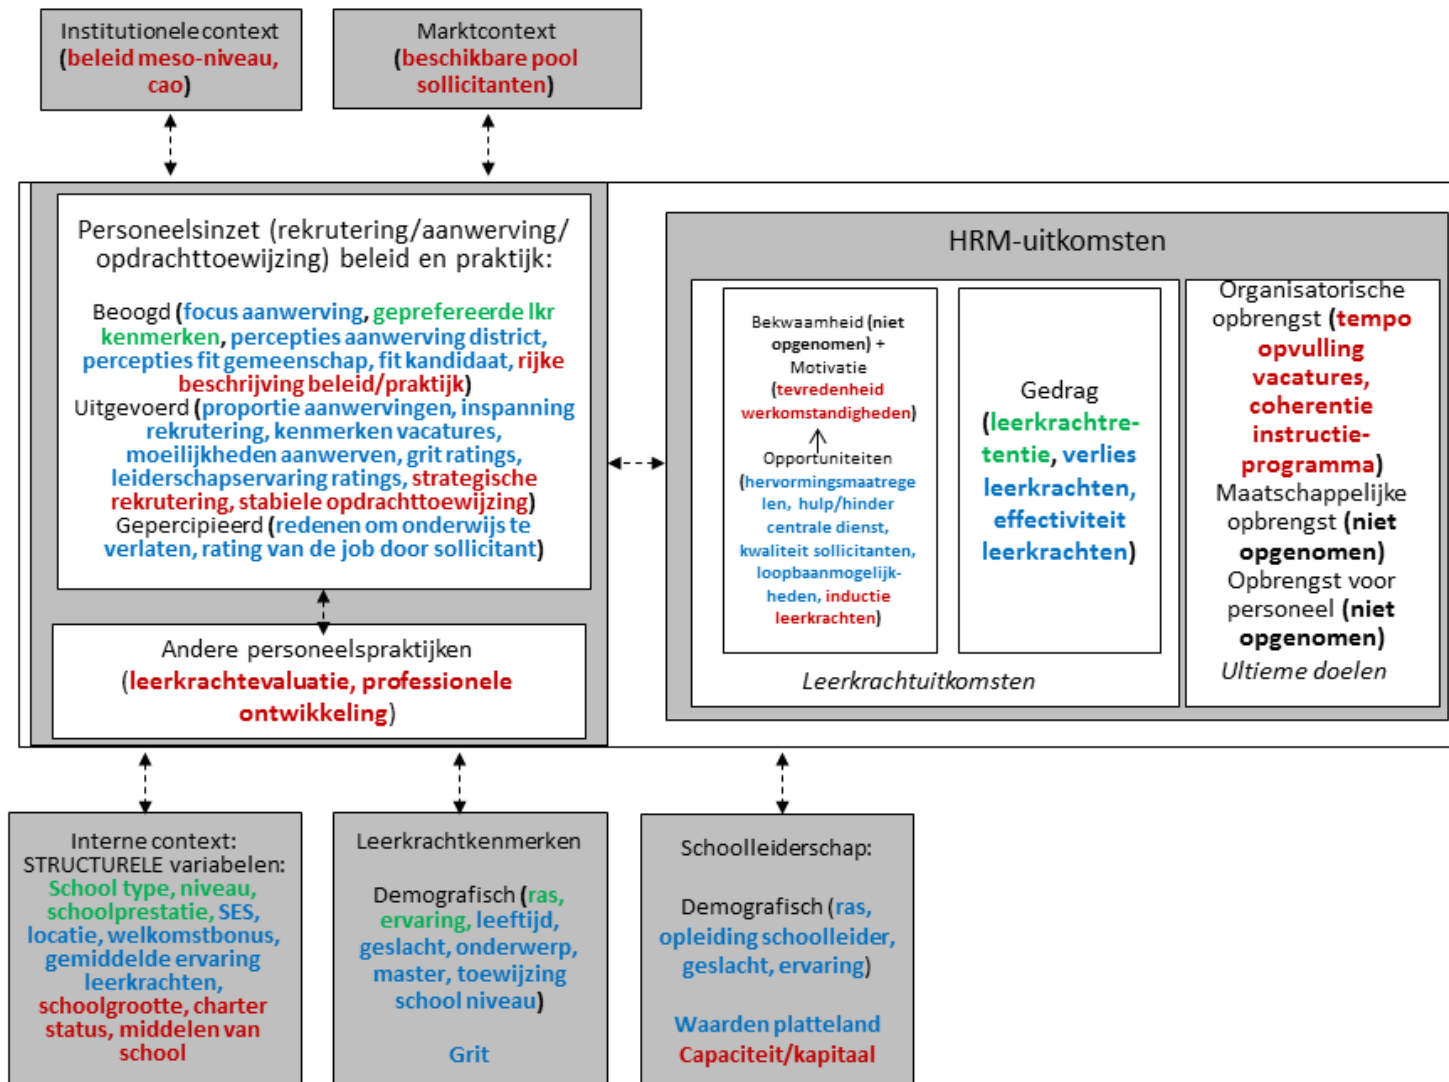 Institutionele context
(beleid meso-niveau,
cao)
Marktcontext
(beschikbare pool
sollicitanten)
Personeelsinzet (rekrutering/aanwerving/
opdrachttoewijzing) beleid en praktijk:
Beoogd (focus aanwerving, geprefereerde lkr
kenmerken, percepties aanwerving district,
percepties fit gemeenschap, fit kandidaat, rijke
beschrijving beleid/praktijk)
Uitgevoerd (proportie aanwervingen, inspanning
rekrutering, kenmerken vacatures,
moeilijkheden aanwerven, grit ratings,
leiderschapservaring ratings, strategische
rekrutering, stabiele opdrachttoewijzing)
Gepercipieerd (redenen om onderwijs te
verlaten, rating van de job door sollicitant)
Andere personeelspraktijken
(leerkrachtevaluatie, professionele
ontwikkeling)
HRM-uitkomsten
Bekwaamheid (niet
opgenomen) +
Motivatie
(tevredenheid
werkomstandigheden)
Opportuniteiten
(hervormingsmaatrege
len, hulp/hinder
centrale dienst,
kwaliteit sollicitanten,
loopbaanmogelijk-
heden, inductie
leerkrachten)
Gedrag
(leerkrachtre-
tentie, verlies
leerkrachten,
effectiviteit
leerkrachten)
Leerkrachtuitkomsten
Organisatorische
opbrengst (tempo
opvulling
vacatures,
coherentie
instructie-
programma)
Maatschappelijke
opbrengst (niet
opgenomen)
Opbrengst voor
personeel (niet
opgenomen)
Ultieme doelen
Interne context:
STRUCTURELE variabelen:
School type, niveau,
schoolprestatie, SES,
locatie, welkomstbonus,
gemiddelde ervaring
leerkrachten,
schoolgrootte, charter
status, middelen van
school
Leerkrachtkenmerken
Demografisch (ras,
ervaring, leeftijd,
geslacht, onderwerp,
master, toewijzing
school niveau)
Grit
Schoolleiderschap:
Demografisch (ras,
opleiding schoolleider,
geslacht, ervaring)
Waarden platteland
Capaciteit/kapitaal